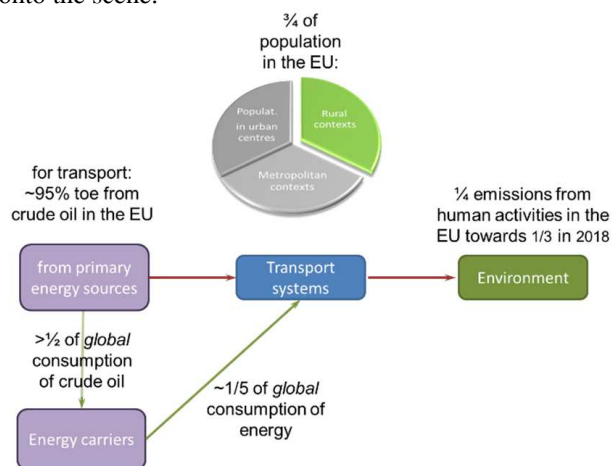 onto the scene.
¾ of
population
in the EU:
Populat.
in urban
centres
Rural
contexts
Metropolitan
contexts
for transport:
~95% toe from
crude oil in the EU
¼ emissions from
human activities in the
EU towards 1/3 in 2018
from primary
energy sources
Transport
systems
Environment
>½ of global
consumption
of crude oil
~1/5 of global
consumption of
energy
Energy carriers